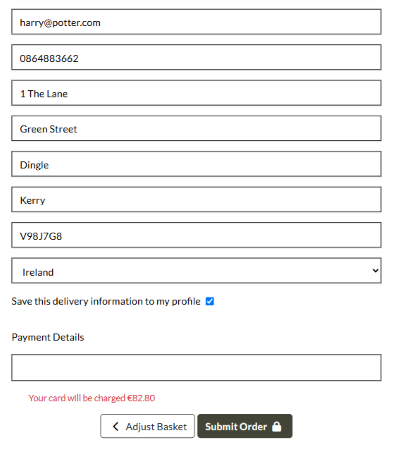 harry@potter.com
0864883662
1 The Lane
Green Street
Dingle
Kerry
V98J7G8
Ireland
Save this delivery information to my profile
Payment Details
Your card will be charged €82.80
Adjust Basket Submit Order